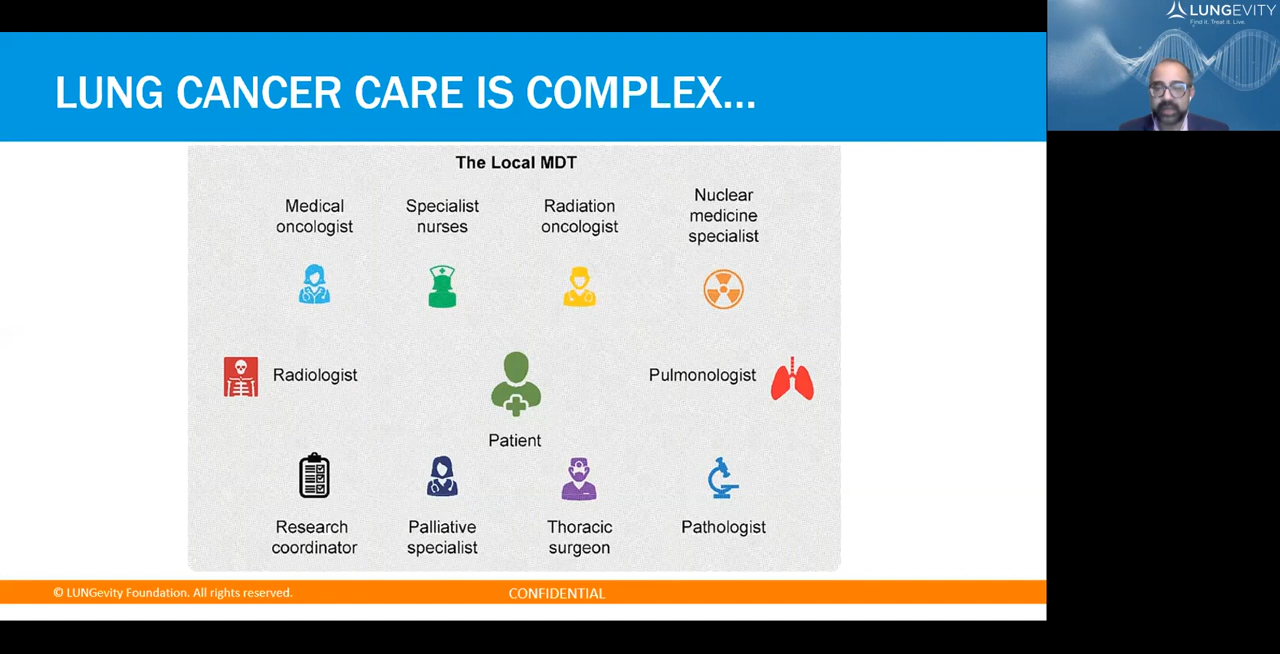 LUNGEVITY
Find it. Treat it. Live.
LUNG CANCER CARE IS COMPLEX...
The Local MDT
Medical
oncologist
Specialist
nurses
Radiation
oncologist
Nuclear
medicine
specialist
Radiologist
Pulmonologist
Patient
Research
coordinator
Palliative
specialist
Thoracic
surgeon
Pathologist
© LUNGevity Foundation. All rights reserved.
CONFIDENTIAL